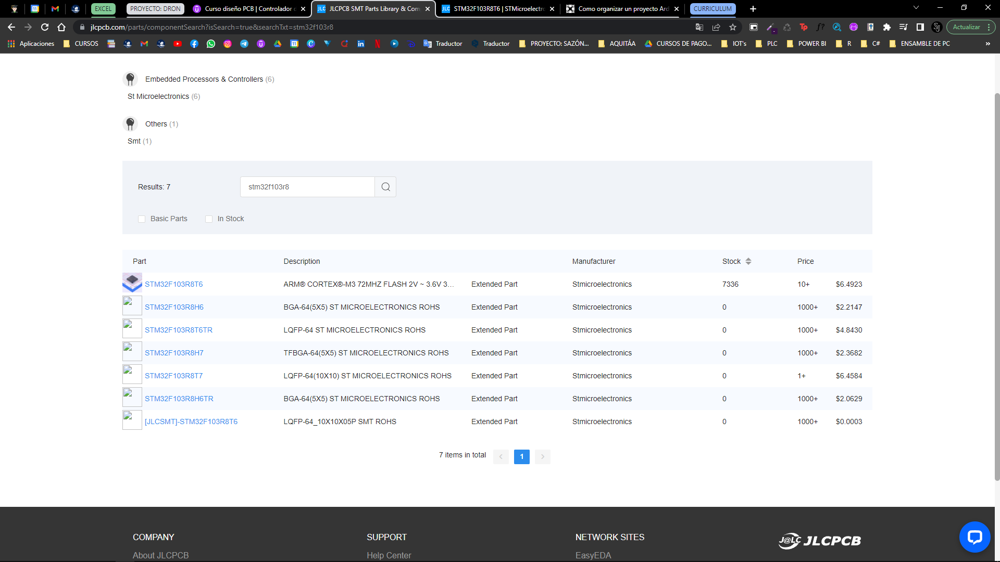 EXCEL
PROYECTO: DRON
Curso diseño PCB | Controlador
JLCPCB SMT Parts Library & Com
STM32F103R8T6 | STMicroelectro
Como organizar un proyecto Ard
CURRICULUM
jlcpcb.com/parts/componentSearch?isSearch=true&searchTxt=stm32f103r8
Actualizar
Aplicaciones
CURSOS
Traductor
Traductor
PROYECTO: SAZÓN...
AQUITÁA
CURSOS DE PAGO...
IOT's
PLC
POWER BI
R
C#
ENSAMBLE DE PC
»
Embedded Processors & Controllers (6)
St Microelectronics (6)
Others (1)
Smt (1)
Results: 7
stm32f103r8
Basic Parts
In Stock
Part Description Manufacturer Stock Price
STM32F103R8T6 ARM® CORTEX®-M3 72MHZ FLASH 2V ~ 3.6V 3... Extended Part Stmicroelectronics 7336 10+ $6.4923
STM32F103R8H6 BGA-64(5X5) ST MICROELECTRONICS ROHS Extended Part Stmicroelectronics 0 1000+ $2.2147
STM32F103R8T6TR LQFP-64 ST MICROELECTRONICS ROHS Extended Part Stmicroelectronics 0 1000+ $4.8430
STM32F103R8H7 TFBGA-64(5X5) ST MICROELECTRONICS ROHS Extended Part Stmicroelectronics 0 1000+ $2.3682
STM32F103R8T7 LQFP-64(10X10) ST MICROELECTRONICS ROHS Extended Part Stmicroelectronics 0 1+ $6.4584
STM32F103R8H6TR BGA-64(5X5) ST MICROELECTRONICS ROHS Extended Part Stmicroelectronics 0 1000+ $2.0629
[JLCSMT]-STM32F103R8T6 LQFP-64_10X10X05P SMT ROHS Extended Part Stmicroelectronics 0 1000+ $0.0003
7 items in total
1
COMPANY SUPPORT NETWORK SITES
J@LC JLCPCB
About JLCPCB Help Center EasyEDA